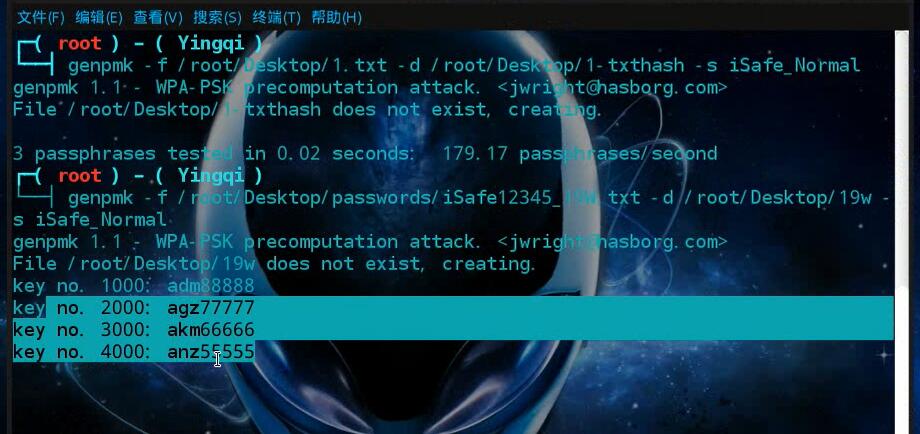 文件(F) 编辑(E) 查看(V) 搜索(S) 终端(T) 帮助(H)
( root ) - ( Yingqi )
genpmk -f /root/Desktop/1.txt -d /root/Desktop/1-txthash -s iSafe_Normal
genpmk 1.1 - WPA-PSK precomputation attack. <jwright@hasborg.com>
File /root/Desktop/1-txthash does not exist, creating.
3 passphrases tested in 0.02 seconds: 179.17 passphrases/second
( root ) - ( Yingqi )
genpmk -f /root/Desktop/passwords/iSafe12345_19W.txt -d /root/Desktop/19w -
s iSafe_Normal
genpmk 1.1 - WPA-PSK precomputation attack. <jwright@hasborg.com>
File /root/Desktop/19w does not exist, creating.
key no. 1000: adm88888
key no. 2000: agz77777
key no. 3000: akm66666
key no. 4000: anz55555